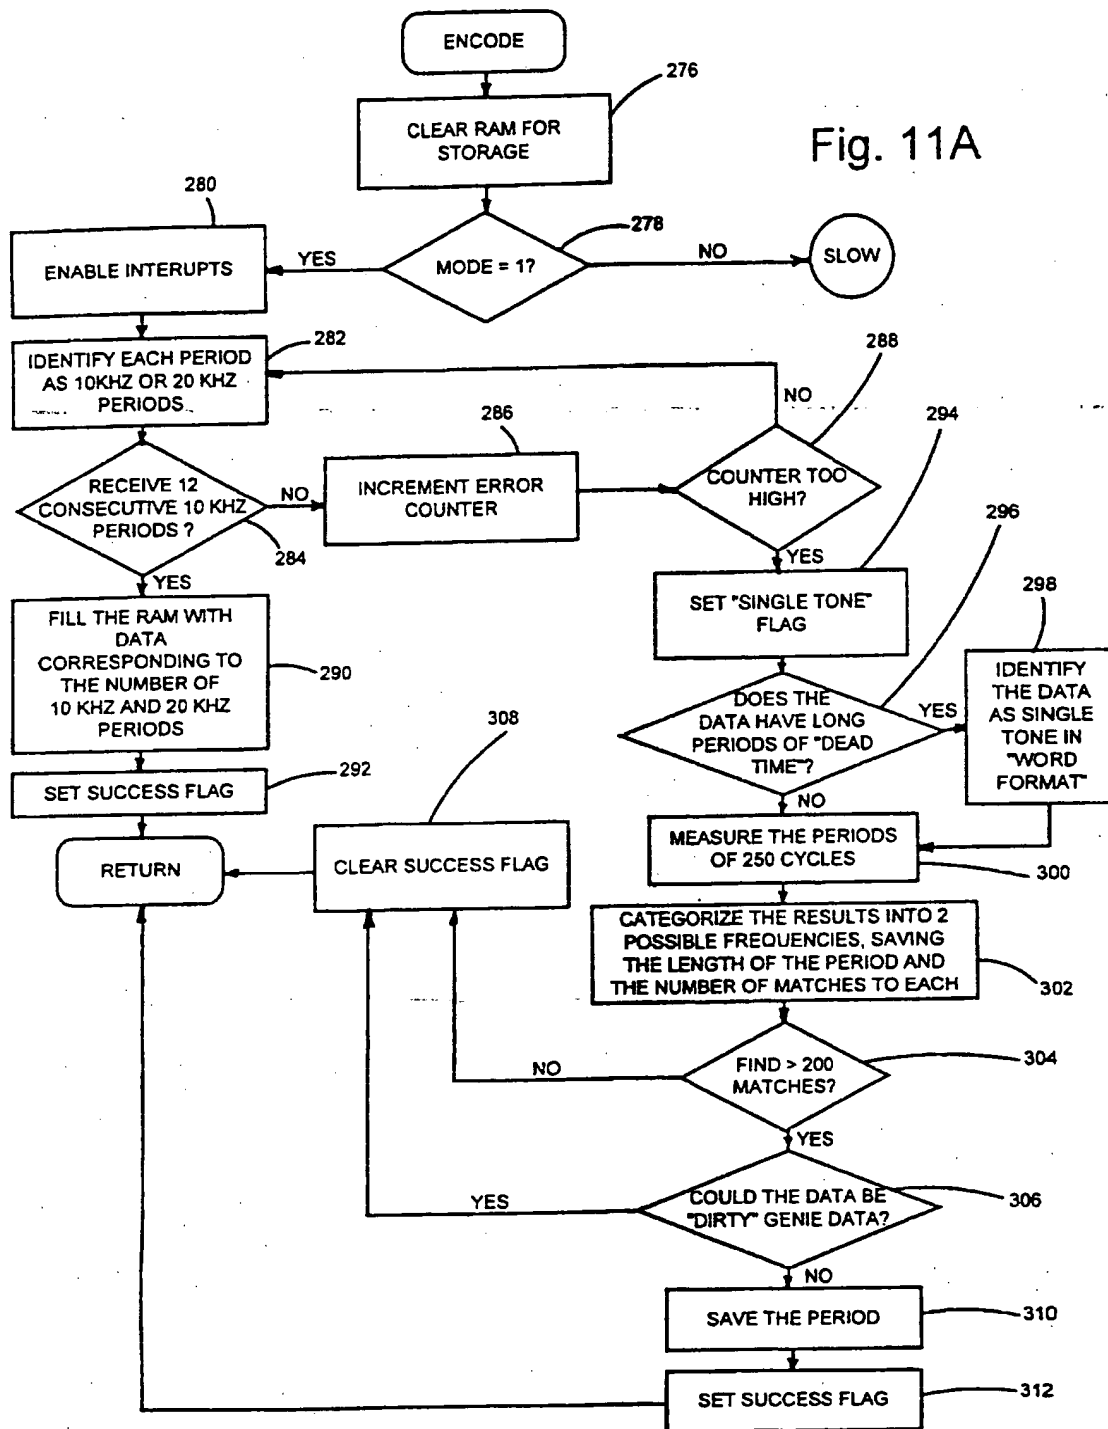 ENCODE
276
CLEAR RAM FOR
STORAGE
Fig. 11A
280
278
ENABLE INTERUPTS
YES
MODE = 1?
NO
SLOW
282
IDENTIFY EACH PERIOD
AS 10KHZ OR 20 KHZ
PERIODS
288
NO
286
294
RECEIVE 12
CONSECUTIVE 10 KHZ
PERIODS ?
NO
INCREMENT ERROR
COUNTER
COUNTER TOO
HIGH?
284
296
YES
YES
FILL THE RAM WITH
DATA
CORRESPONDING TO
THE NUMBER OF
10 KHZ AND 20 KHZ
PERIODS
290
SET "SINGLE TONE"
FLAG
298
DOES THE
DATA HAVE LONG
PERIODS OF "DEAD
TIME"?
YES
IDENTIFY
THE DATA
AS SINGLE
TONE IN
"WORD
FORMAT"
308
292
SET SUCCESS FLAG
NO
RETURN
CLEAR SUCCESS FLAG
MEASURE THE PERIODS
OF 250 CYCLES
300
CATEGORIZE THE RESULTS INTO 2
POSSIBLE FREQUENCIES, SAVING
THE LENGTH OF THE PERIOD AND
THE NUMBER OF MATCHES TO EACH
302
NO
FIND > 200
MATCHES?
304
YES
YES
COULD THE DATA BE
"DIRTY" GENIE DATA?
306
NO
SAVE THE PERIOD
310
SET SUCCESS FLAG
312